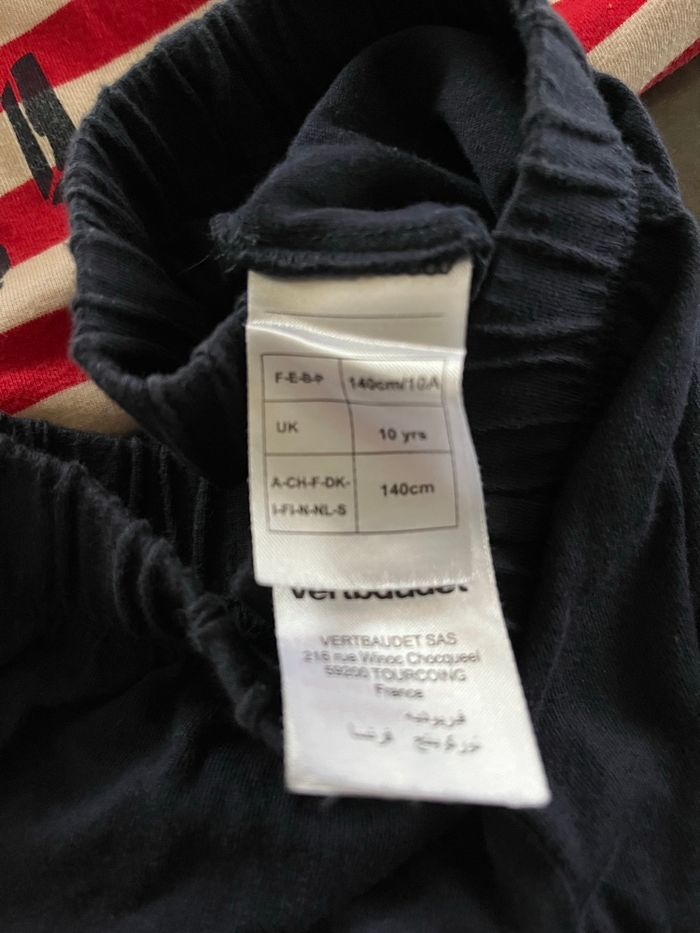 F-E-B-P 140cm/10A
UK 10 yrs
A-CH-F-DK- 140cm
I-FI-N-NL-S
vertbaudet
VERTBAUDET SAS
216 rue Winoc Chocqueel
59200 TOURCOING
France
فرنسا